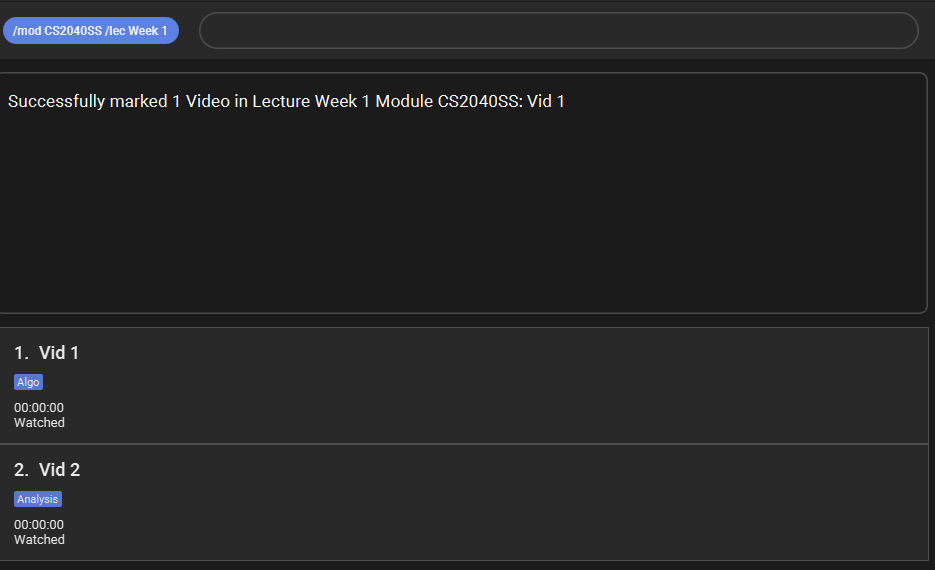 /mod CS2040SS /lec Week 1
Successfully marked 1 Video in Lecture Week 1 Module CS2040SS: Vid 1
1. Vid 1
Algo
00:00:00
Watched
2. Vid 2
Analysis
00:00:00
Watched